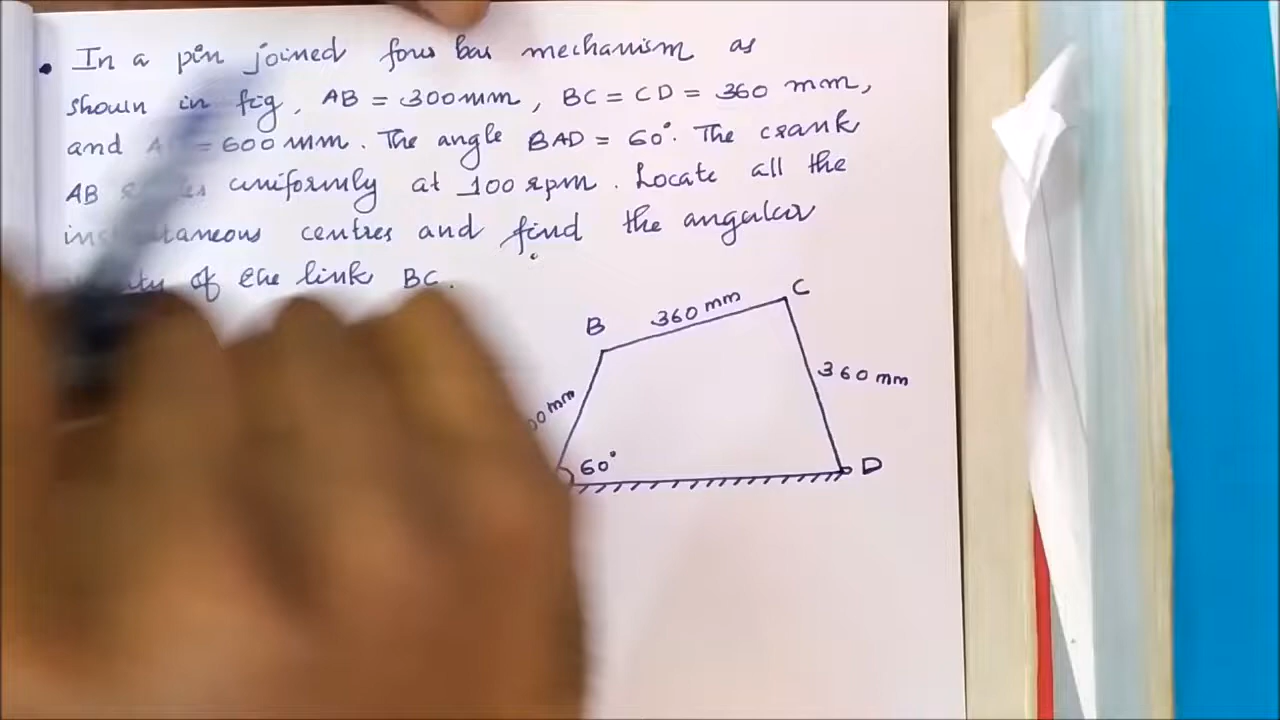 In a pin joined four bar mechanism as
shown in fig, AB = 300mm, BC = CD = 360 mm,
and = 600 mm. The angle BAD = 60°. The crank
AB uniformly at 100 rpm. Locate all the
centres and find the angular
of the link BC.
B 360 mm C
360 mm
60° D